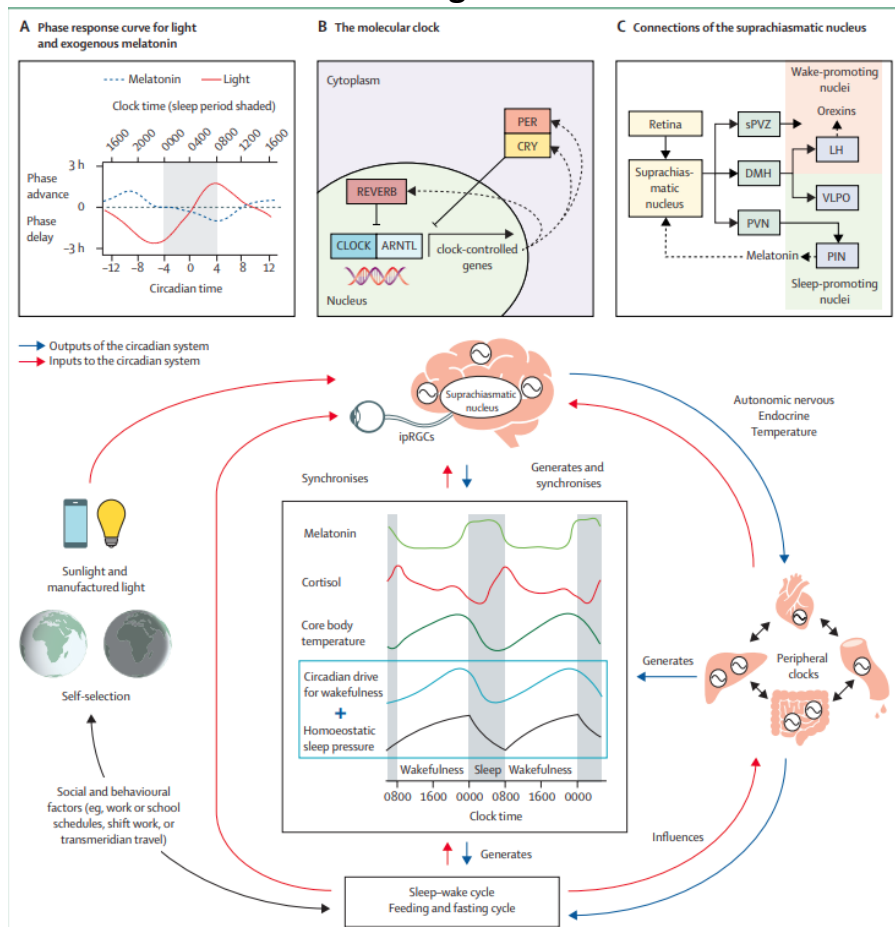 A Phase response curve for light
and exogenous melatonin
Melatonin Light
Clock time (sleep period shaded)
1600 2000 0000 0400 0800 1200 1600
3 h
Phase
advance
0
Phase
delay
–3 h
–12 –8 –4 0 4 8 12
Circadian time
B The molecular clock
Cytoplasm
PER
CRY
REVERB
CLOCK ARNTL
clock-controlled
genes
Nucleus
C Connections of the suprachiasmatic nucleus
Wake-promoting
nuclei
Orexins
Retina
sPVZ
LH
Suprachias-
matic
nucleus
DMH
VLPO
PVN
Melatonin
PIN
Sleep-promoting
nuclei
Outputs of the circadian system
Inputs to the circadian system
Suprachiasmatic
nucleus
ipRGCs
Autonomic nervous
Endocrine
Temperature
Synchronises
Generates and
synchronises
Sunlight and
manufactured light
Self-selection
Melatonin
Cortisol
Core body
temperature
Circadian drive
for wakefulness
+
Homoeostatic
sleep pressure
Wakefulness Sleep Wakefulness
0800 1600 0000 0800 1600 0000
Clock time
Generates
Peripheral
clocks
Social and behavioural
factors (eg, work or school
schedules, shift work, or
transmeridian travel)
Influences
Generates
Sleep–wake cycle
Feeding and fasting cycle